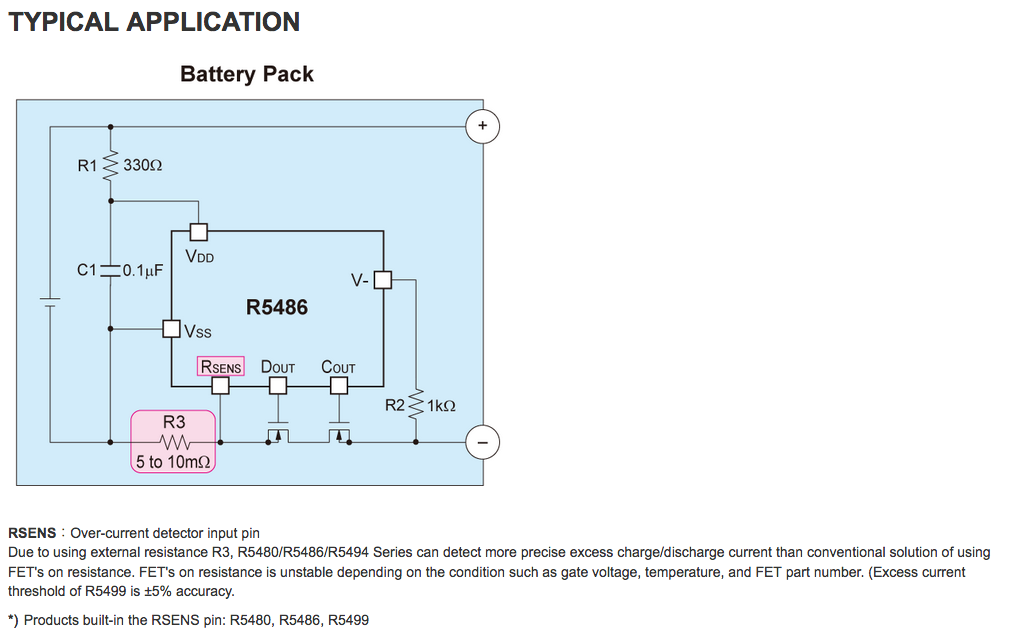 TYPICAL APPLICATION
Battery Pack
+
R1 330Ω
VDD
C1 0.1µF
V-
R5486
VSS
RSENS DOUT COUT
R2 1kΩ
R3
−
5 to 10mΩ
RSENS : Over-current detector input pin
Due to using external resistance R3, R5480/R5486/R5494 Series can detect more precise excess charge/discharge current than conventional solution of using
FET's on resistance. FET's on resistance is unstable depending on the condition such as gate voltage, temperature, and FET part number. (Excess current
threshold of R5499 is ±5% accuracy.
*) Products built-in the RSENS pin: R5480, R5486, R5499